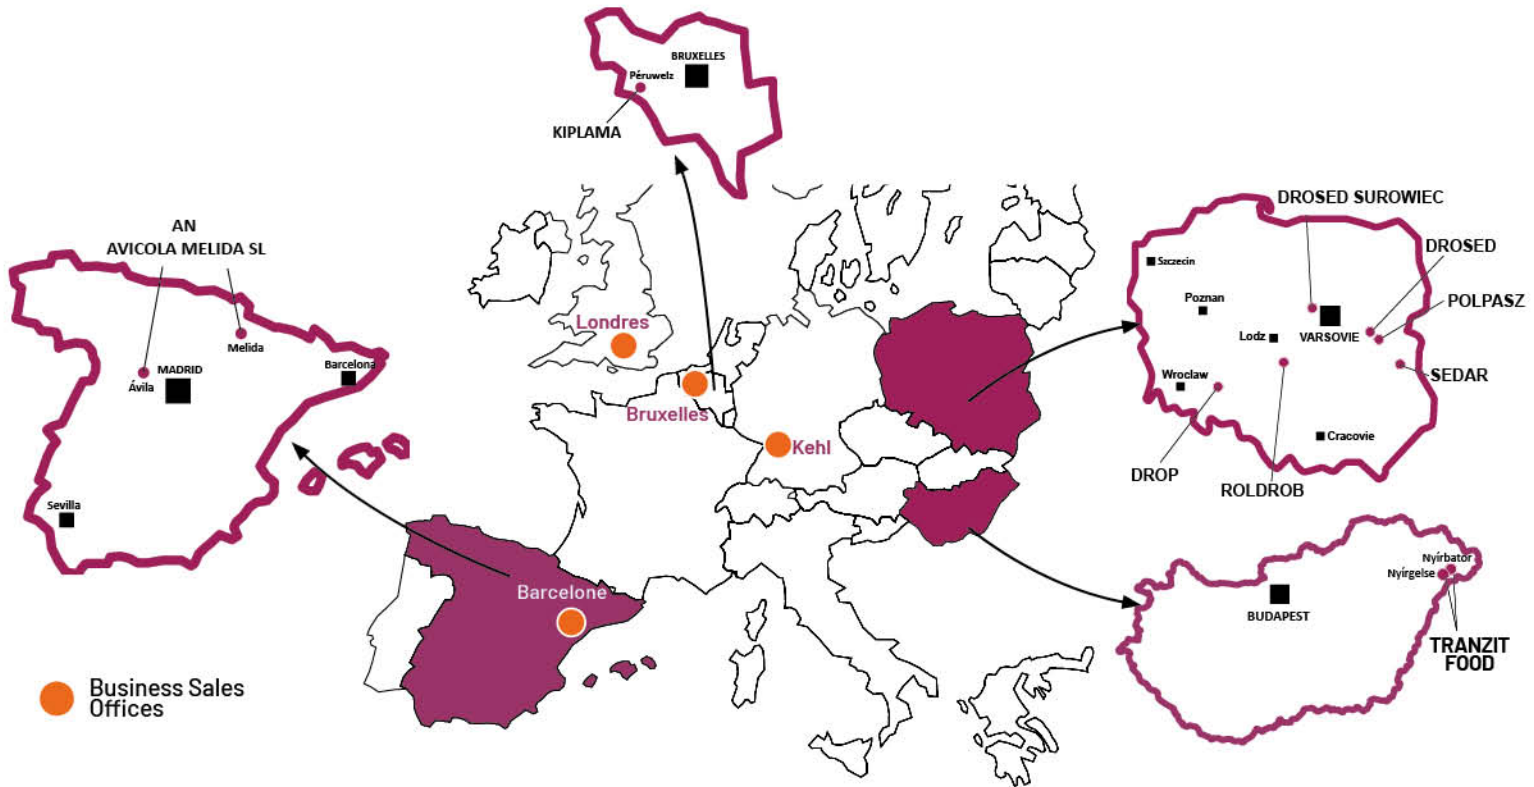 BRUXELLES
Péruwelz
KIPLAMA
AN
AVICOLA MELIDA SL
Melida
Ávila
MADRID
Barcelona
Sevilla
Londres
Bruxelles
Kehl
Barcelone
Business Sales
Offices
DROSED SUROWIEC
DROSED
POLPASZ
SEDAR
Szczecin
Poznan
Lodz
VARSOVIE
Wroclaw
Cracovie
DROP
ROLDROB
Nyírbátor
Nyírgelse
BUDAPEST
TRANZIT
FOOD